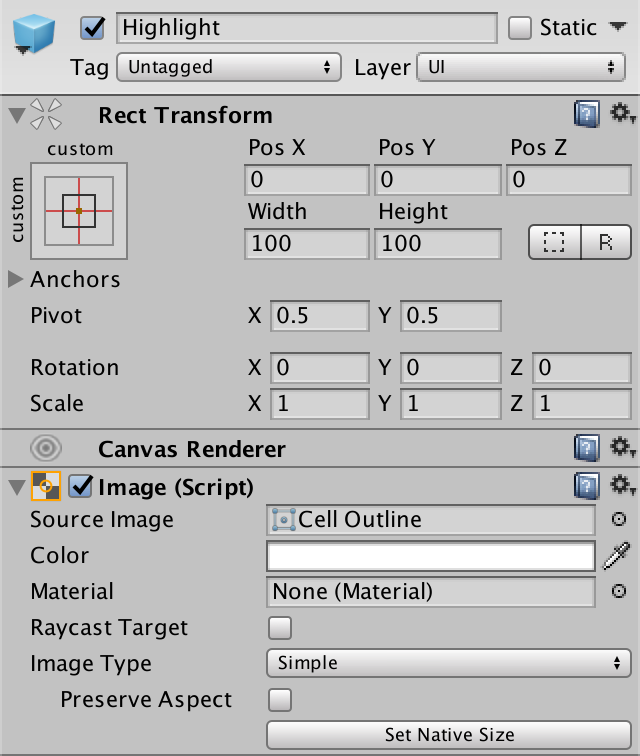 Highlight Static
Tag Untagged Layer UI
Rect Transform
custom Pos X Pos Y Pos Z
custom 0 0 0
Width Height
100 100 R
Anchors
Pivot X 0.5 Y 0.5
Rotation X 0 Y 0 Z 0
Scale X 1 Y 1 Z 1
Canvas Renderer
Image (Script)
Source Image Cell Outline
Color
Material None (Material)
Raycast Target
Image Type Simple
Preserve Aspect
Set Native Size